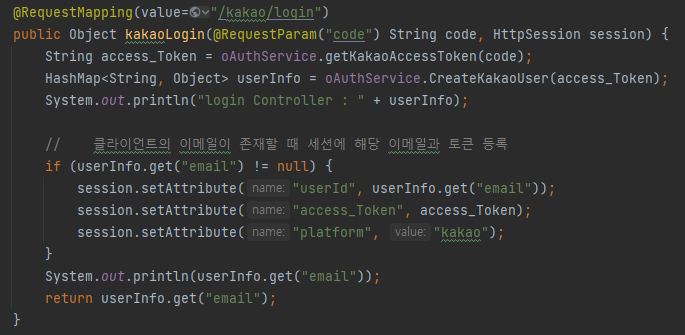 @RequestMapping(value="/kakao/login")
public Object kakaoLogin(@RequestParam("code") String code, HttpSession session) {
String access_Token = oAuthService.getKakaoAccessToken(code);
HashMap<String, Object> userInfo = oAuthService.CreateKakaoUser(access_Token);
System.out.println("login Controller : " + userInfo);
// 클라이언트의 이메일이 존재할 때 세션에 해당 이메일과 토큰 등록
if (userInfo.get("email") != null) {
session.setAttribute( name: "userId", userInfo.get("email"));
session.setAttribute( name: "access_Token", access_Token);
session.setAttribute( name: "platform", value: "kakao");
}
System.out.println(userInfo.get("email"));
return userInfo.get("email");
}